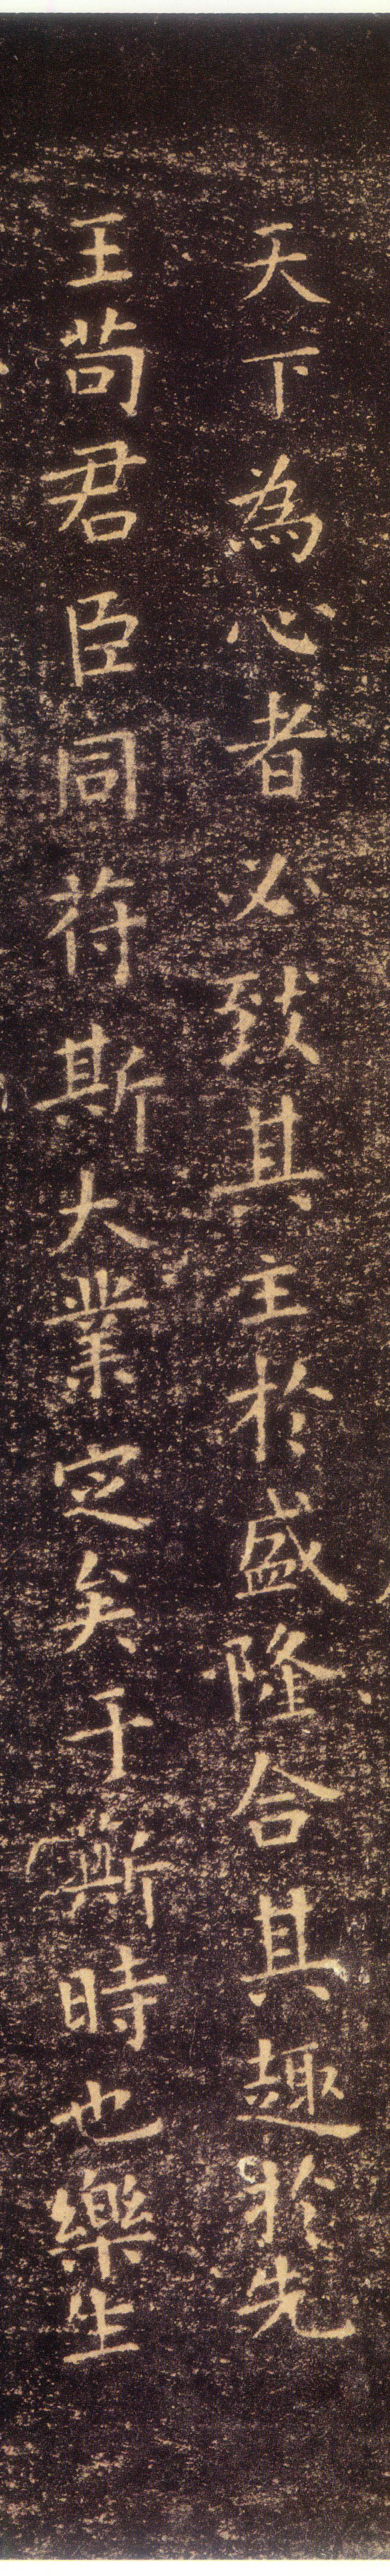 天下為心者必致其主於盛隆合其趣於先
王苟君臣同符斯大業定矣于斯時也樂生